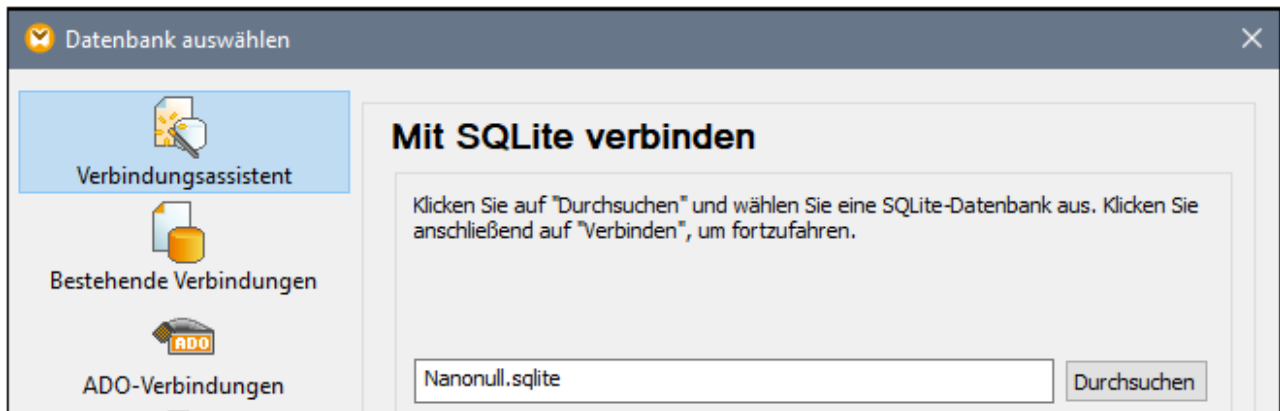 Datenbank auswählen
Verbindungsassistent
Bestehende Verbindungen
ADO
ADO-Verbindungen
Mit SQLite verbinden
Klicken Sie auf "Durchsuchen" und wählen Sie eine SQLite-Datenbank aus. Klicken Sie
anschließend auf "Verbinden", um fortzufahren.
Nanonull.sqlite
Durchsuchen